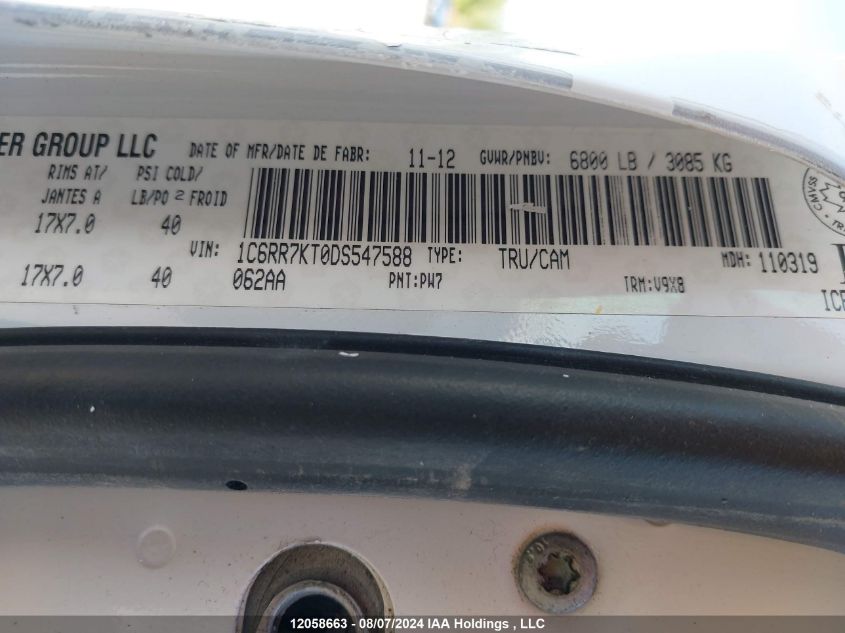 ER GROUP LLC DATE OF MFR/DATE DE FABR: 11-12 GVWR/PNBV: 6800 LB / 3085 KG
RIMS AT/ PSI COLD/
JANTES A LB/PO 2 FROID
17X7.0 40
VIN: 1C6RR7KT0DS547588 TYPE: TRU/CAM MDH: 110319
17X7.0 40 062AA PNT:PW7 TRM:V9X8
CMVSS
12058663 - 08/07/2024 IAA Holdings , LLC